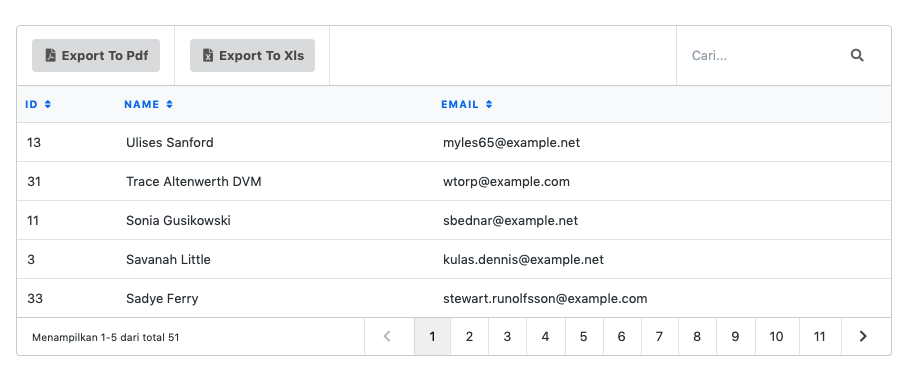 Export To Pdf Export To Xls Cari...
ID NAME EMAIL
13 Ulises Sanford myles65@example.net
31 Trace Altenwerth DVM wtorp@example.com
11 Sonia Gusikowski sbednar@example.net
3 Savanah Little kulas.dennis@example.net
33 Sadye Ferry stewart.runolfsson@example.com
Menampilkan 1-5 dari total 51 1 2 3 4 5 6 7 8 9 10 11